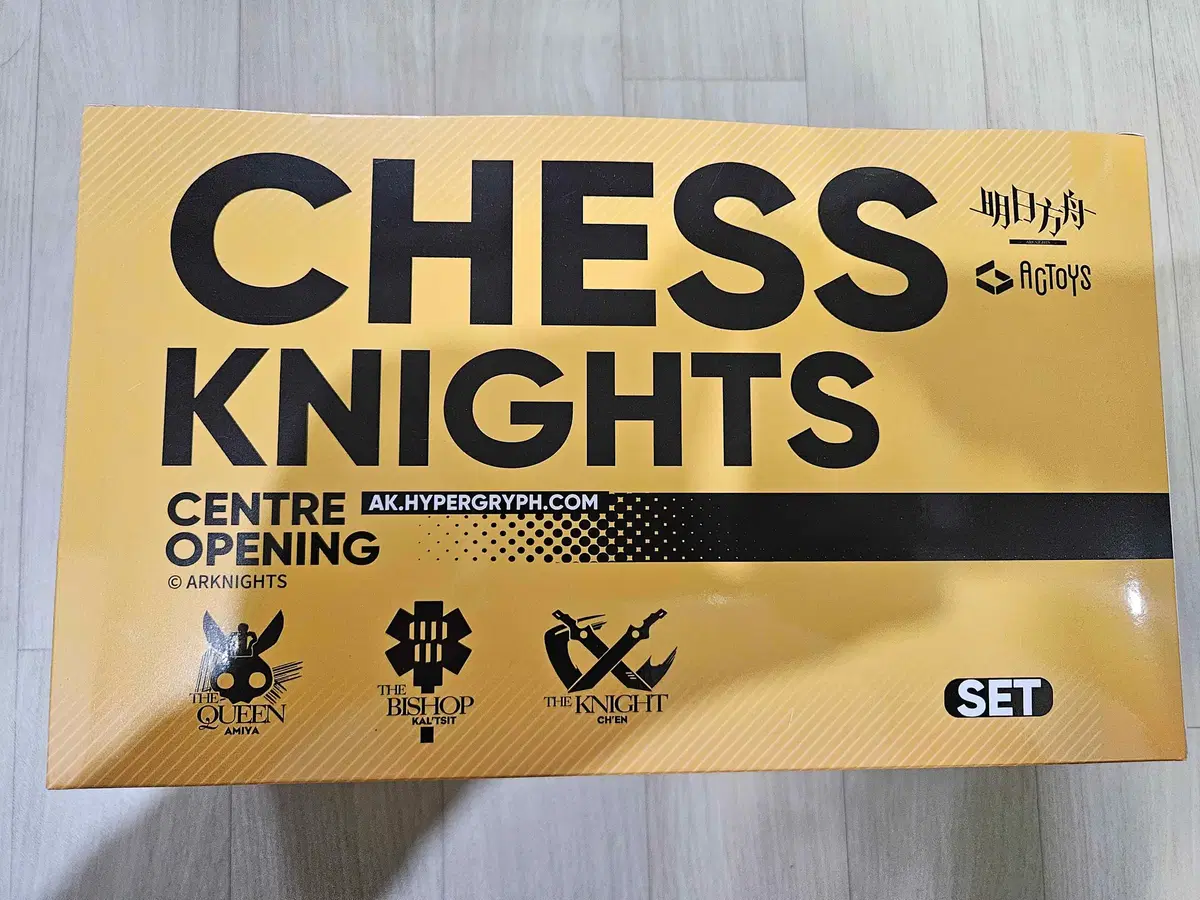 CHESS
KNIGHTS
明日方舟
ACTOYS
CENTRE
OPENING
AK.HYPERGRYPH.COM
© ARKNIGHTS
THE
QUEEN
AMIYA
THE
BISHOP
KAL'TSIT
THE KNIGHT
CH'EN
SET